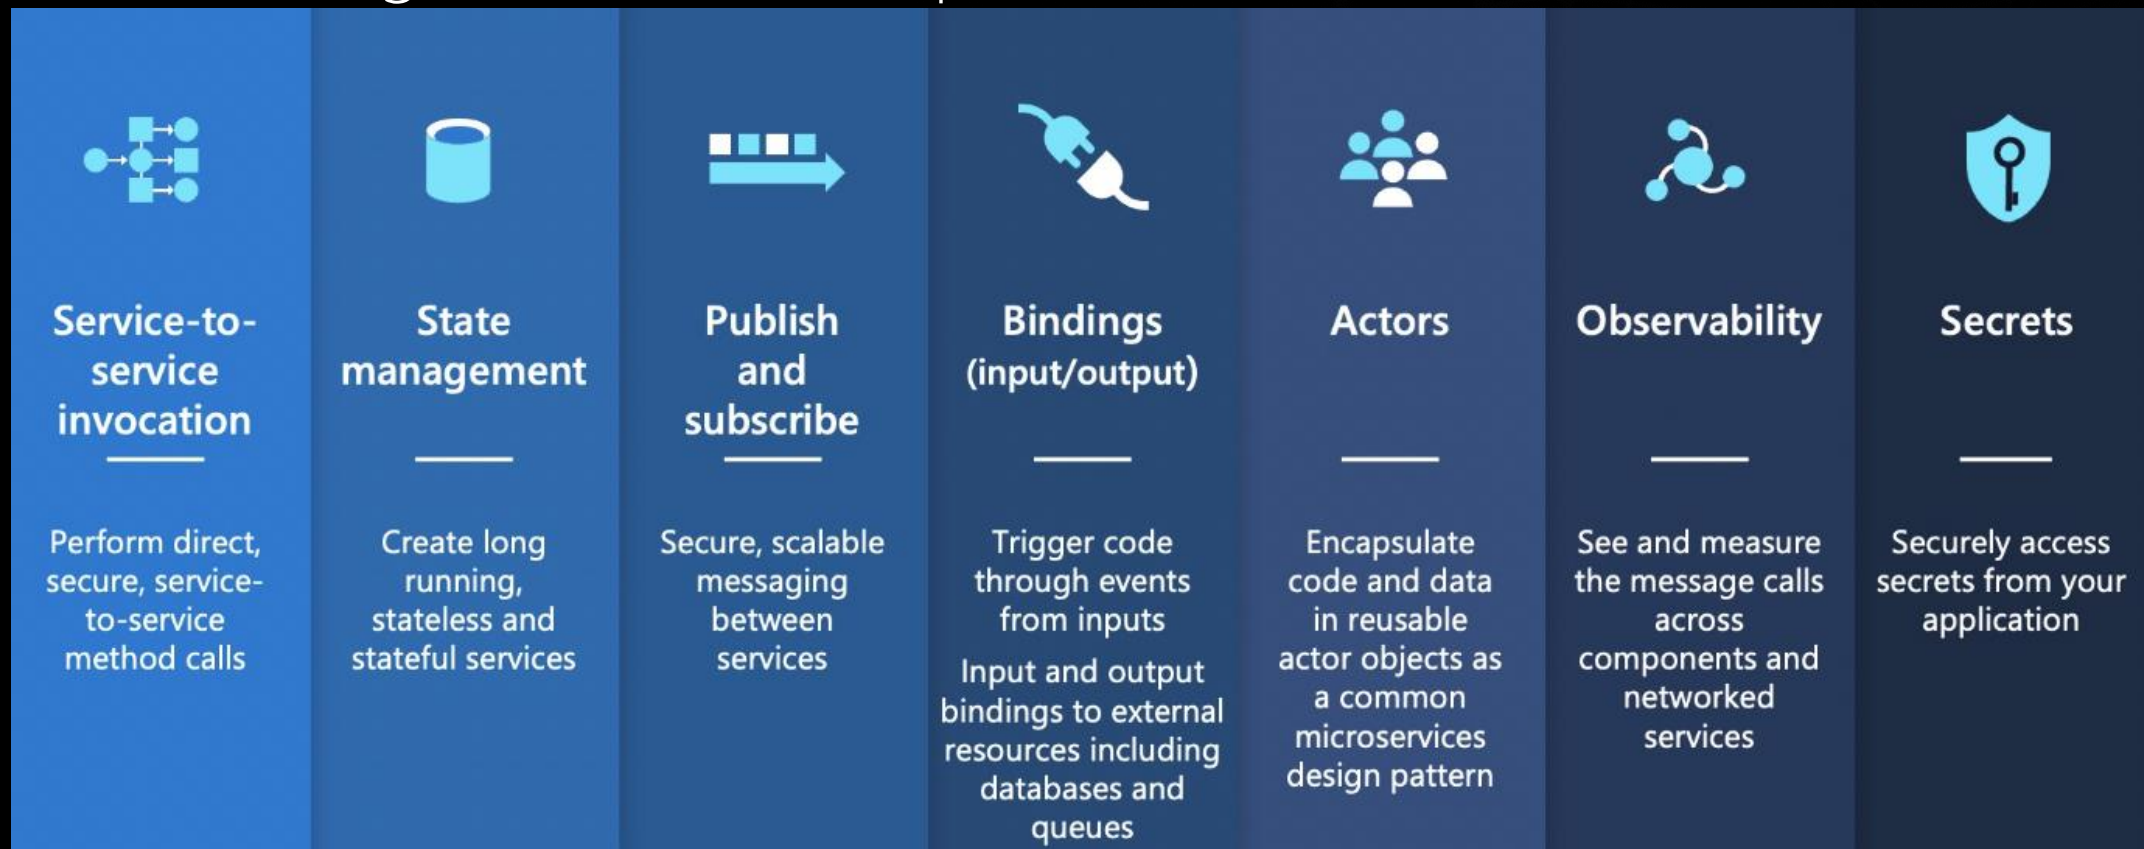 Service-to-
service
invocation
Perform direct,
secure, service-
to-service
method calls
State
management
Create long
running,
stateless and
stateful services
Publish
and
subscribe
Secure, scalable
messaging
between
services
Bindings
(input/output)
Trigger code
through events
from inputs
Input and output
bindings to external
resources including
databases and
queues
Actors
Encapsulate
code and data
in reusable
actor objects as
a common
microservices
design pattern
Observability
See and measure
the message calls
across
components and
networked
services
Secrets
Securely access
secrets from your
application